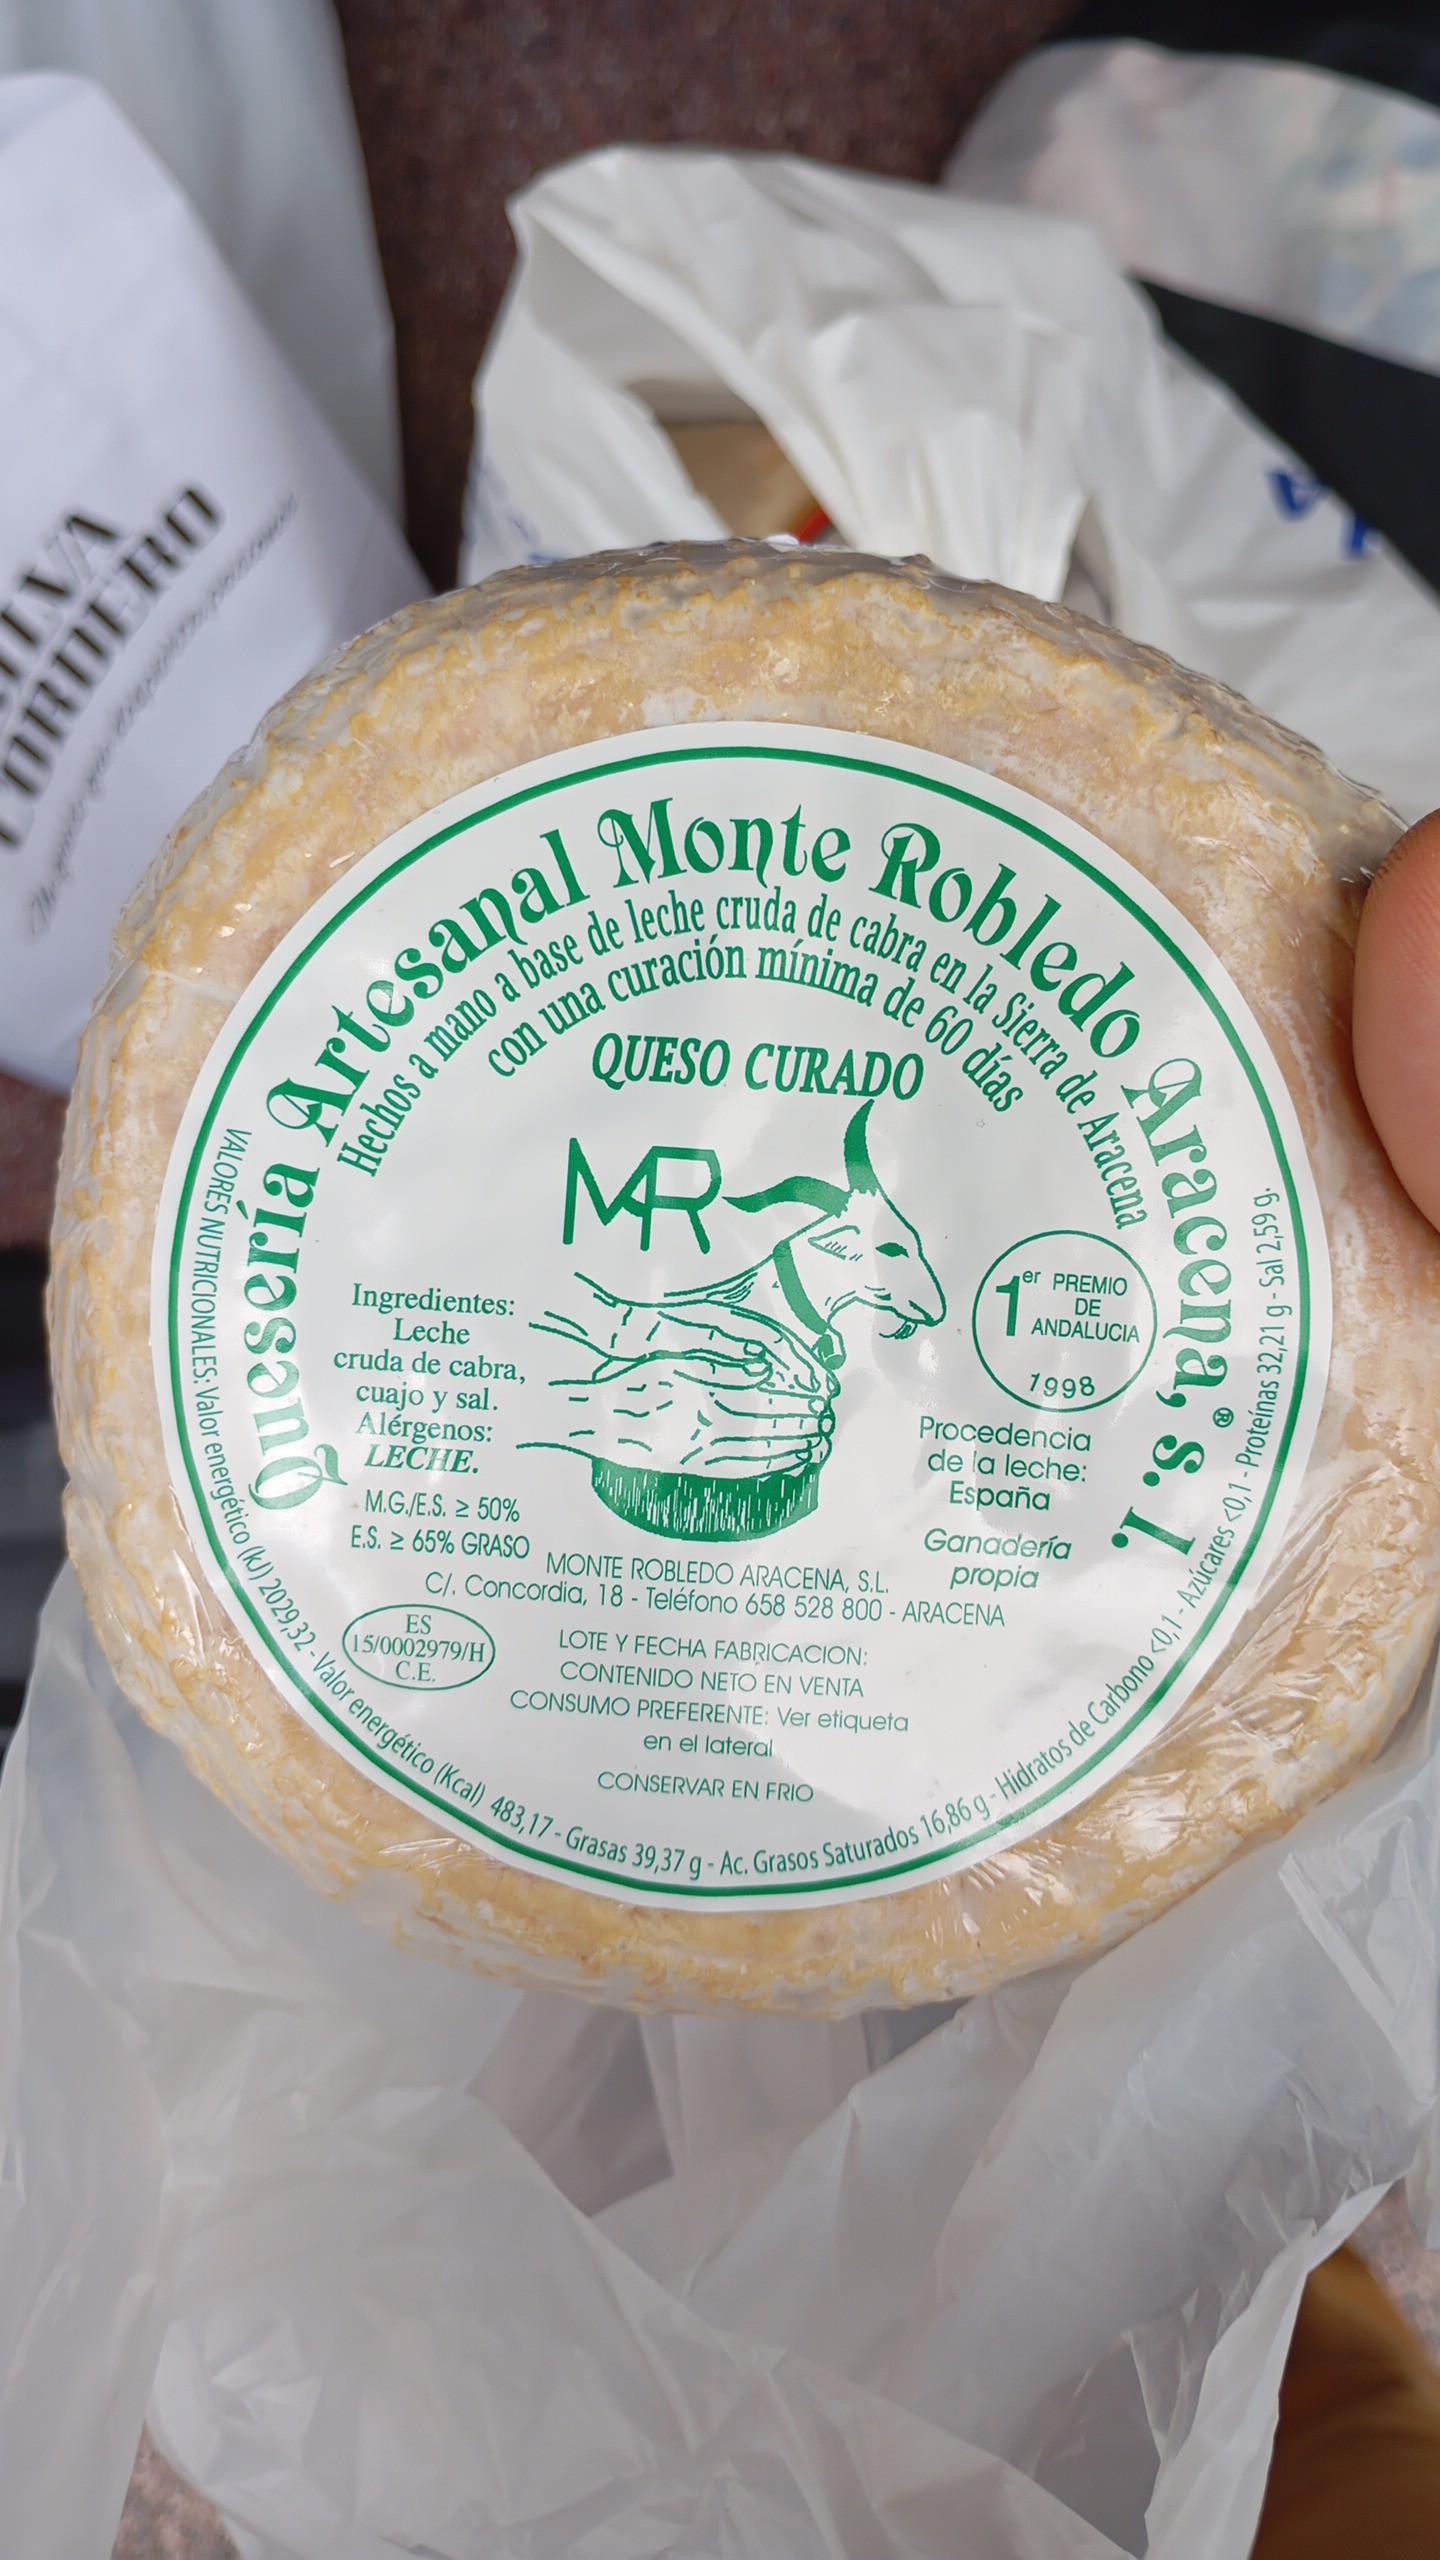 CORDERO
Quesería Artesanal Monte Robledo Aracena,® s. l.
Hechos a mano a base de leche cruda de cabra en la Sierra de Aracena
con una curación mínima de 60 días
QUESO CURADO
MR
Ingredientes:
Leche
cruda de cabra,
cuajo y sal.
Alérgenos:
LECHE.
M.G./E.S. ≥ 50%
E.S. ≥ 65% GRASO
1er PREMIO
DE
ANDALUCIA
1998
Procedencia
de la leche:
España
Ganadería
propia
MONTE ROBLEDO ARACENA, S.L.
C/. Concordia, 18 - Teléfono 658 528 800 - ARACENA
ES
15/0002979/H
C.E.
LOTE Y FECHA FABRICACION:
CONTENIDO NETO EN VENTA
CONSUMO PREFERENTE: Ver etiqueta
en el lateral
CONSERVAR EN FRIO
VALORES NUTRICIONALES: Valor energético (kJ) 2029,32 - Valor energético (Kcal) 483,17 - Grasas 39,37 g - Ac. Grasos Saturados 16,86 g - Hidratos de Carbono <0,1 - Azúcares <0,1 - Proteínas 32,21 g - Sal 2,59 g.